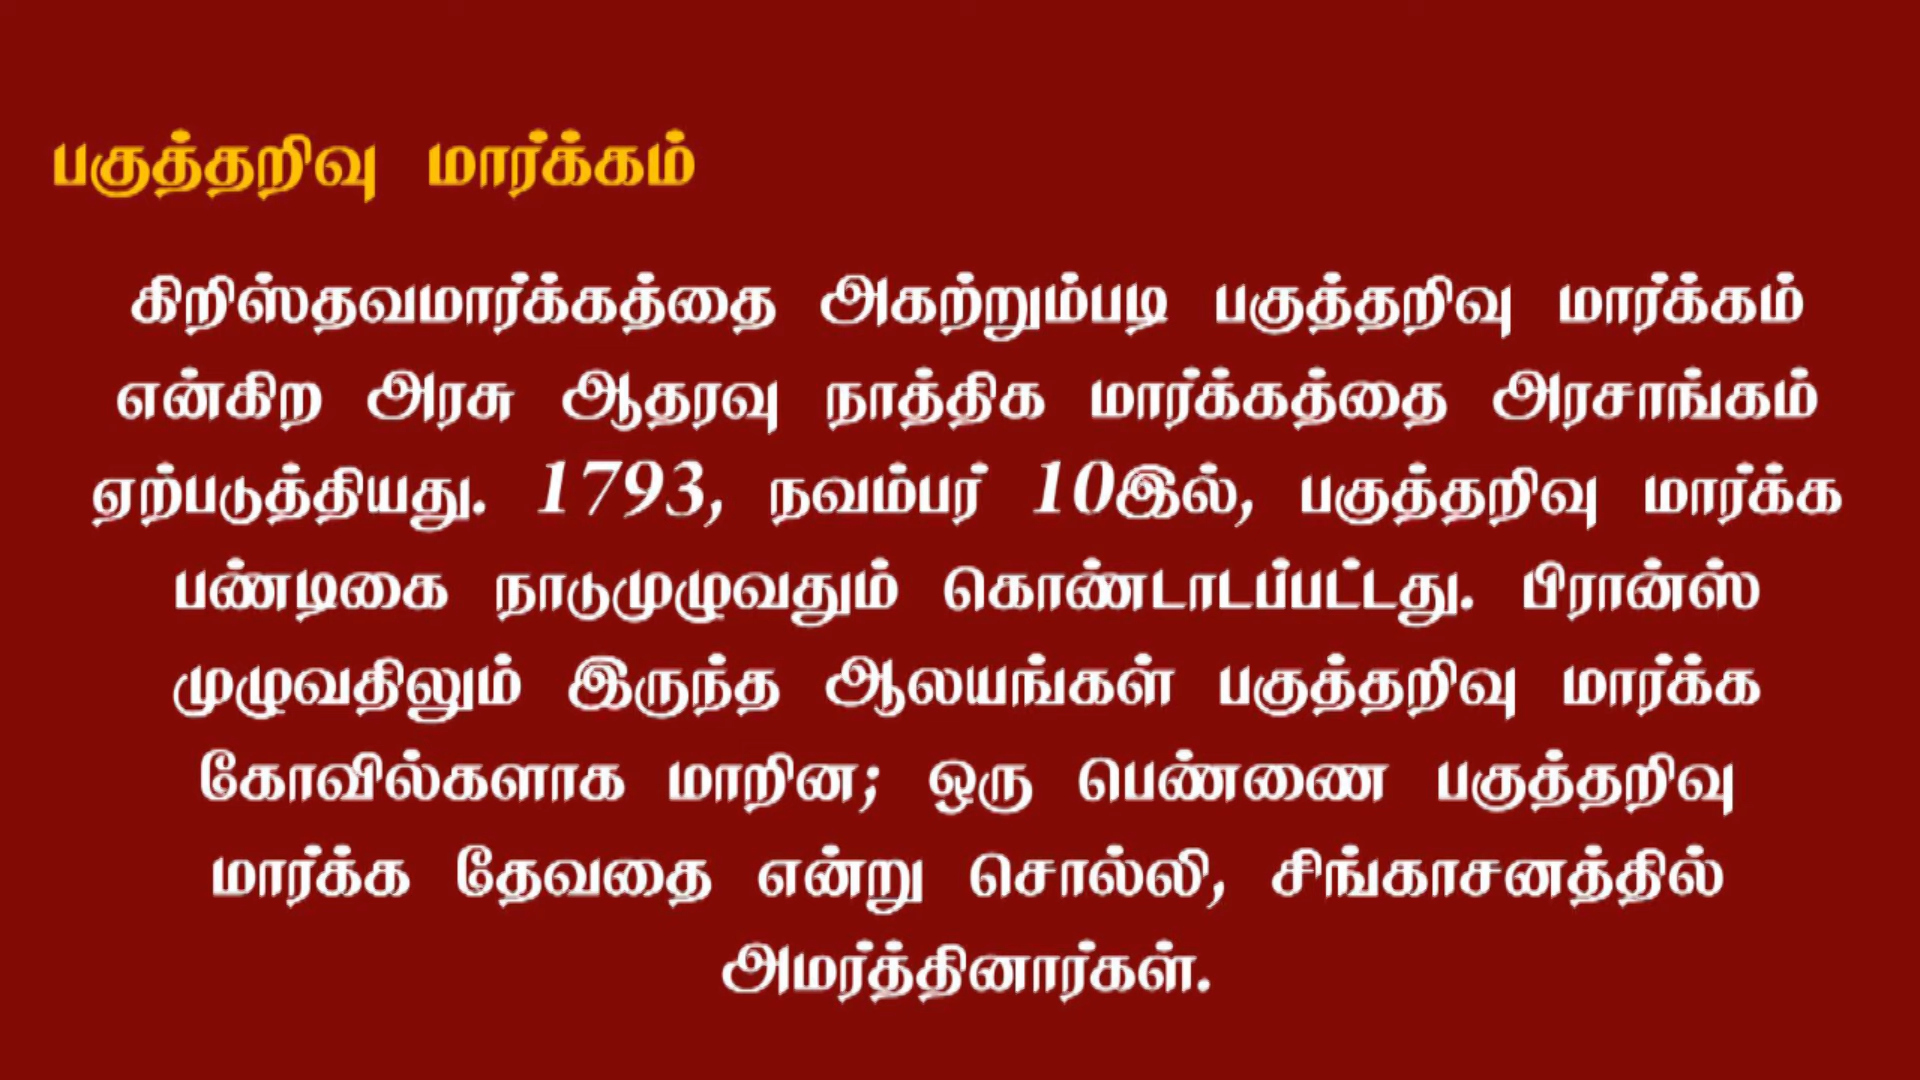 பகுத்தறிவு மார்க்கம்
கிறிஸ்தவமார்க்கத்தை அகற்றும்படி பகுத்தறிவு மார்க்கம்
என்கிற அரசு ஆதரவு நாத்திக மார்க்கத்தை அரசாங்கம்
ஏற்படுத்தியது. 1793, நவம்பர் 10இல், பகுத்தறிவு மார்க்க
பண்டிகை நாடுமுழுவதும் கொண்டாடப்பட்டது. பிரான்ஸ்
முழுவதிலும் இருந்த ஆலயங்கள் பகுத்தறிவு மார்க்க
கோவில்களாக மாறின; ஒரு பெண்ணை பகுத்தறிவு
மார்க்க தேவதை என்று சொல்லி, சிங்காசனத்தில்
அமர்த்தினார்கள்.